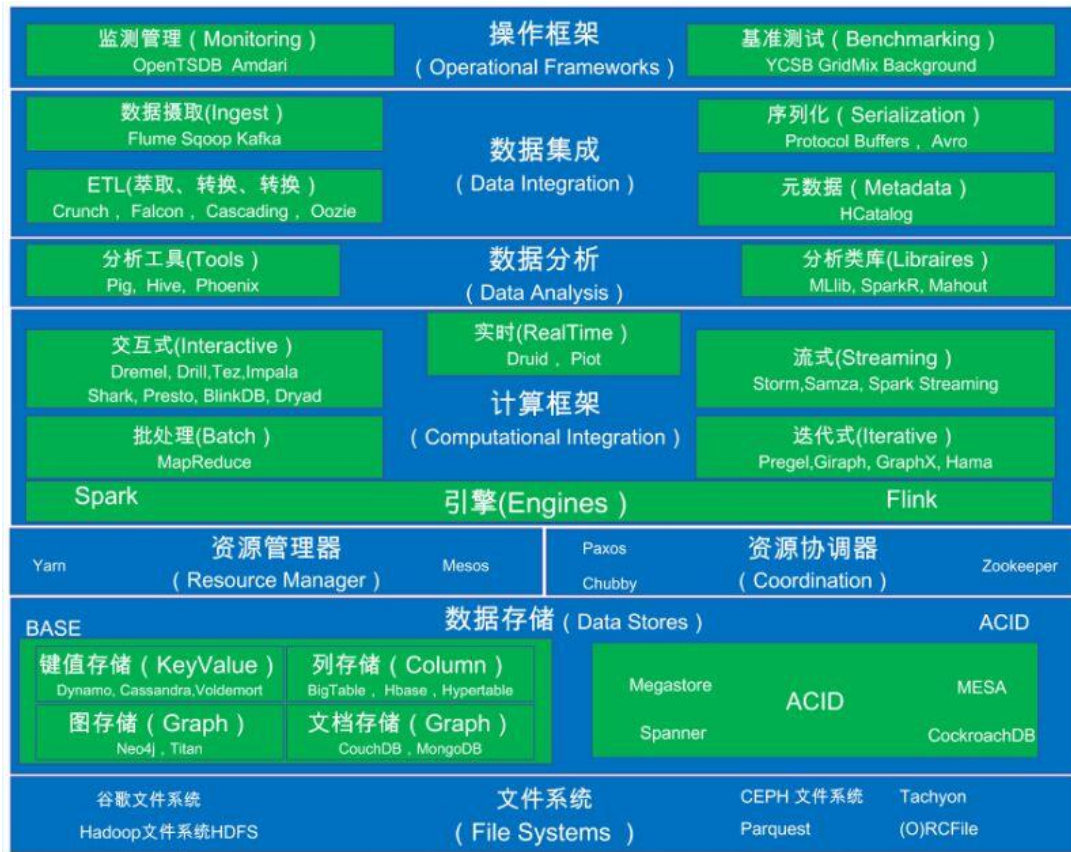 操作框架
( Operational Frameworks )
监测管理 ( Monitoring )
OpenTSDB Amdari
基准测试 ( Benchmarking )
YCSB GridMix Background
数据摄取(Ingest )
Flume Sqoop Kafka
数据集成
( Data Integration )
序列化 ( Serialization )
Protocol Buffers , Avro
ETL(萃取、转换、转换 )
Crunch , Falcon , Cascading , Oozie
元数据 ( Metadata )
HCatalog
分析工具(Tools )
Pig, Hive, Phoenix
数据分析
( Data Analysis )
分析类库(Libraires )
MLlib, SparkR, Mahout
交互式(Interactive )
Dremel, Drill,Tez,Impala
Shark, Presto, BlinkDB, Dryad
实时(RealTime )
Druid , Piot
流式(Streaming )
Storm,Samza, Spark Streaming
计算框架
( Computational Integration )
批处理(Batch )
MapReduce
迭代式(Iterative )
Pregel,Giraph, GraphX, Hama
Spark
引擎(Engines )
Flink
资源管理器
( Resource Manager )
Yarn
Mesos
Paxos
Chubby
资源协调器
( Coordination )
Zookeeper
数据存储 ( Data Stores )
BASE
ACID
键值存储 ( KeyValue )
Dynamo, Cassandra,Voldemort
列存储 ( Column )
BigTable , Hbase , Hypertable
图存储 ( Graph )
Neo4j , Titan
文档存储 ( Graph )
CouchDB , MongoDB
Megastore
Spanner
ACID
MESA
CockroachDB
谷歌文件系统
Hadoop文件系统HDFS
文件系统
( File Systems )
CEPH 文件系统
Tachyon
Parquest
(O)RCFile